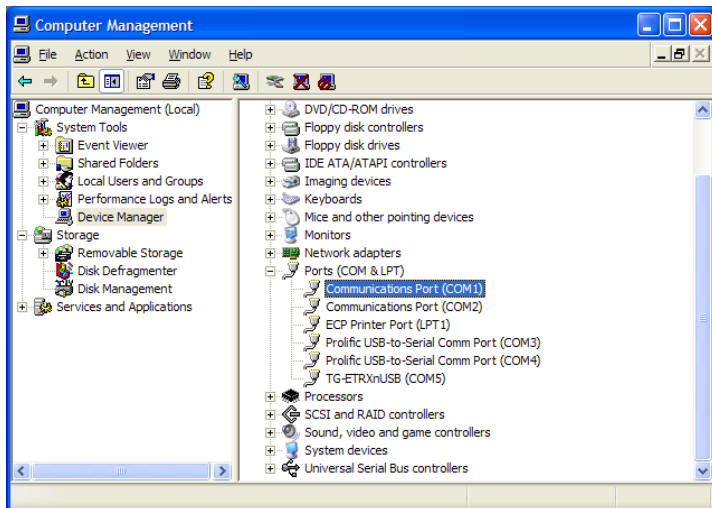 Computer Management
File Action View Window Help
Computer Management (Local)
System Tools
Event Viewer
Shared Folders
Local Users and Groups
Performance Logs and Alerts
Device Manager
Storage
Removable Storage
Disk Defragmenter
Disk Management
Services and Applications
DVD/CD-ROM drives
Floppy disk controllers
Floppy disk drives
IDE ATA/ATAPI controllers
Imaging devices
Keyboards
Mice and other pointing devices
Monitors
Network adapters
Ports (COM & LPT)
Communications Port (COM1)
Communications Port (COM2)
ECP Printer Port (LPT1)
Prolific USB-to-Serial Comm Port (COM3)
Prolific USB-to-Serial Comm Port (COM4)
TG-ETRXnUSB (COM5)
Processors
SCSI and RAID controllers
Sound, video and game controllers
System devices
Universal Serial Bus controllers